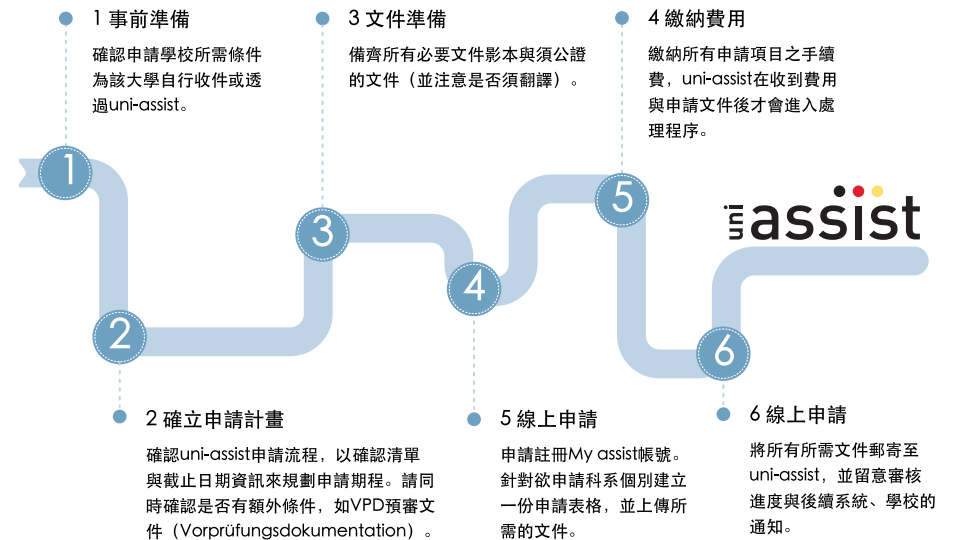 1 事前準備
確認申請學校所需條件
為該大學自行收件或透
過uni-assist。
3 文件準備
備齊所有必要文件影本與須公證
的文件（並注意是否須翻譯）。
4 繳納費用
繳納所有申請項目之手續
費，uni-assist在收到費用
與申請文件後才會進入處
理程序。
1
2
3
4
5
6
uni assist
2 確立申請計畫
確認uni-assist申請流程，以確認清單
與截止日期資訊來規劃申請期程。請同
時確認是否有額外條件，如VPD預審文
件（Vorprüfungsdokumentation）。
5 線上申請
申請註冊My assist帳號。
針對欲申請科系個別建立
一份申請表格，並上傳所
需的文件。
6 線上申請
將所有所需文件郵寄至
uni-assist，並留意審核
進度與後續系統、學校的
通知。